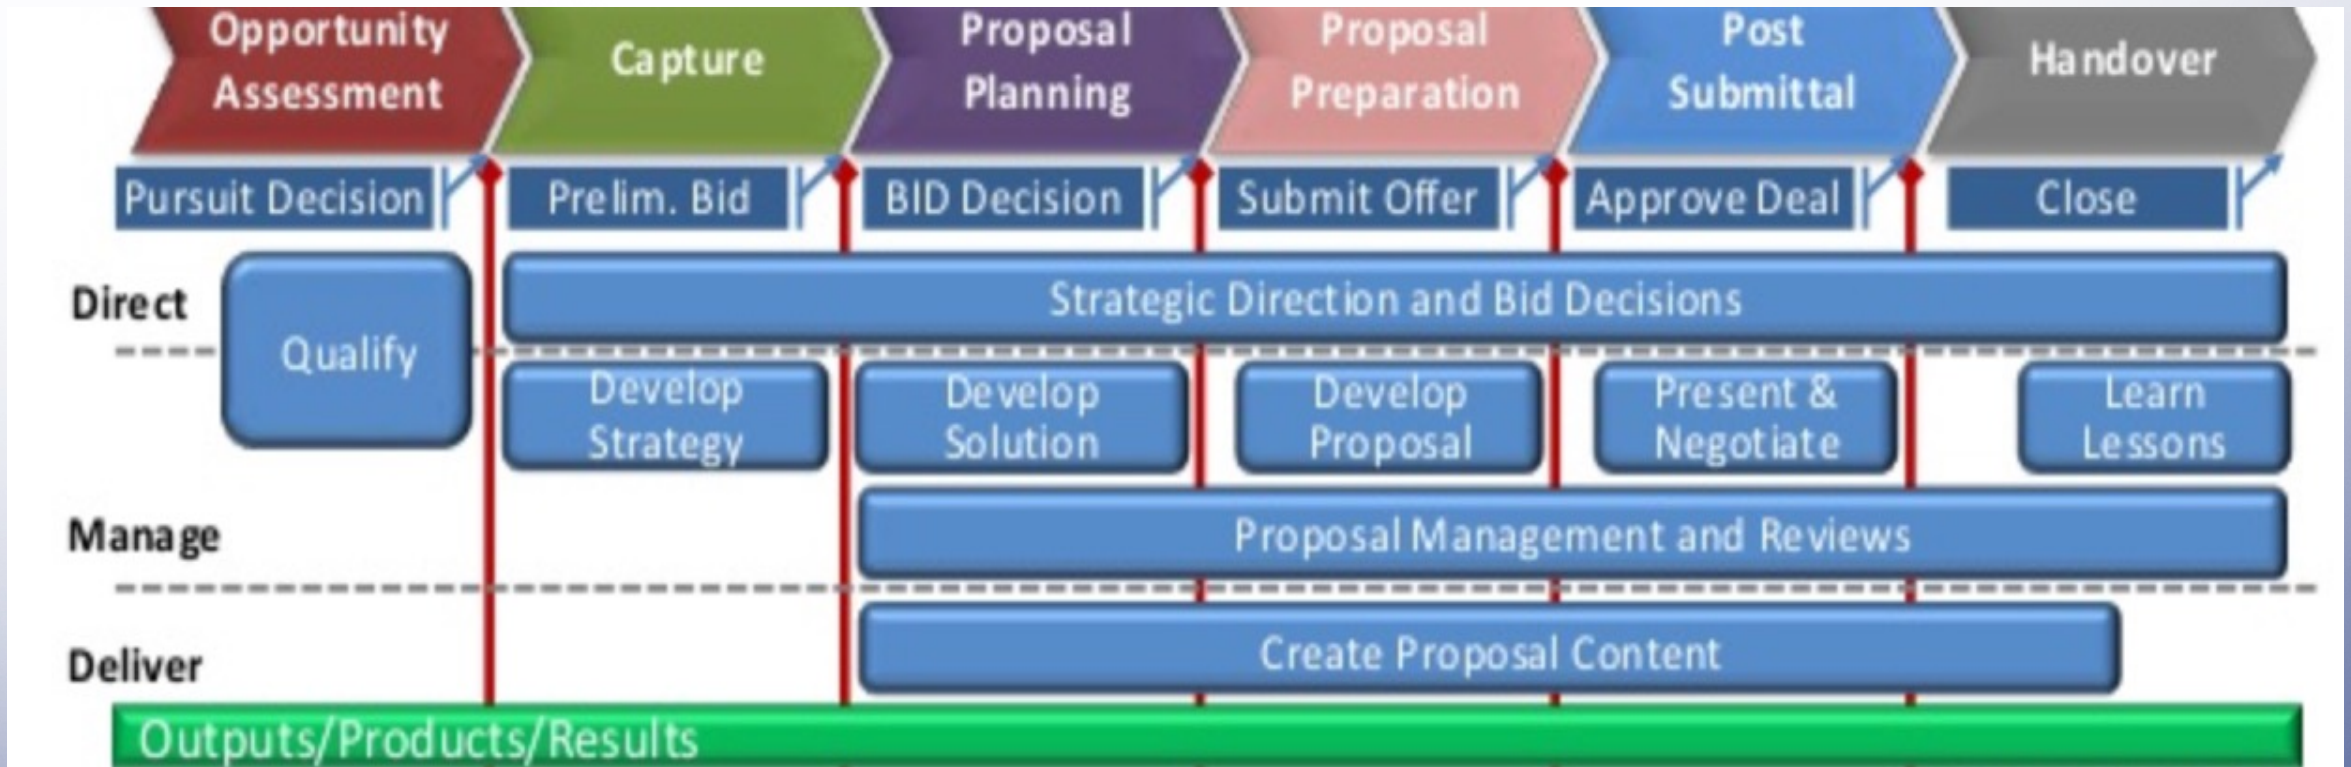 Opportunity
Assessment
Capture
Proposal
Planning
Proposal
Preparation
Post
Submittal
Handover
Pursuit Decision
Prelim. Bid
BID Decision
Submit Offer
Approve Deal
Close
Direct
Qualify
Strategic Direction and Bid Decisions
Develop
Strategy
Develop
Solution
Develop
Proposal
Present &
Negotiate
Learn
Lessons
Manage
Proposal Management and Reviews
Deliver
Create Proposal Content
Outputs/Products/Results